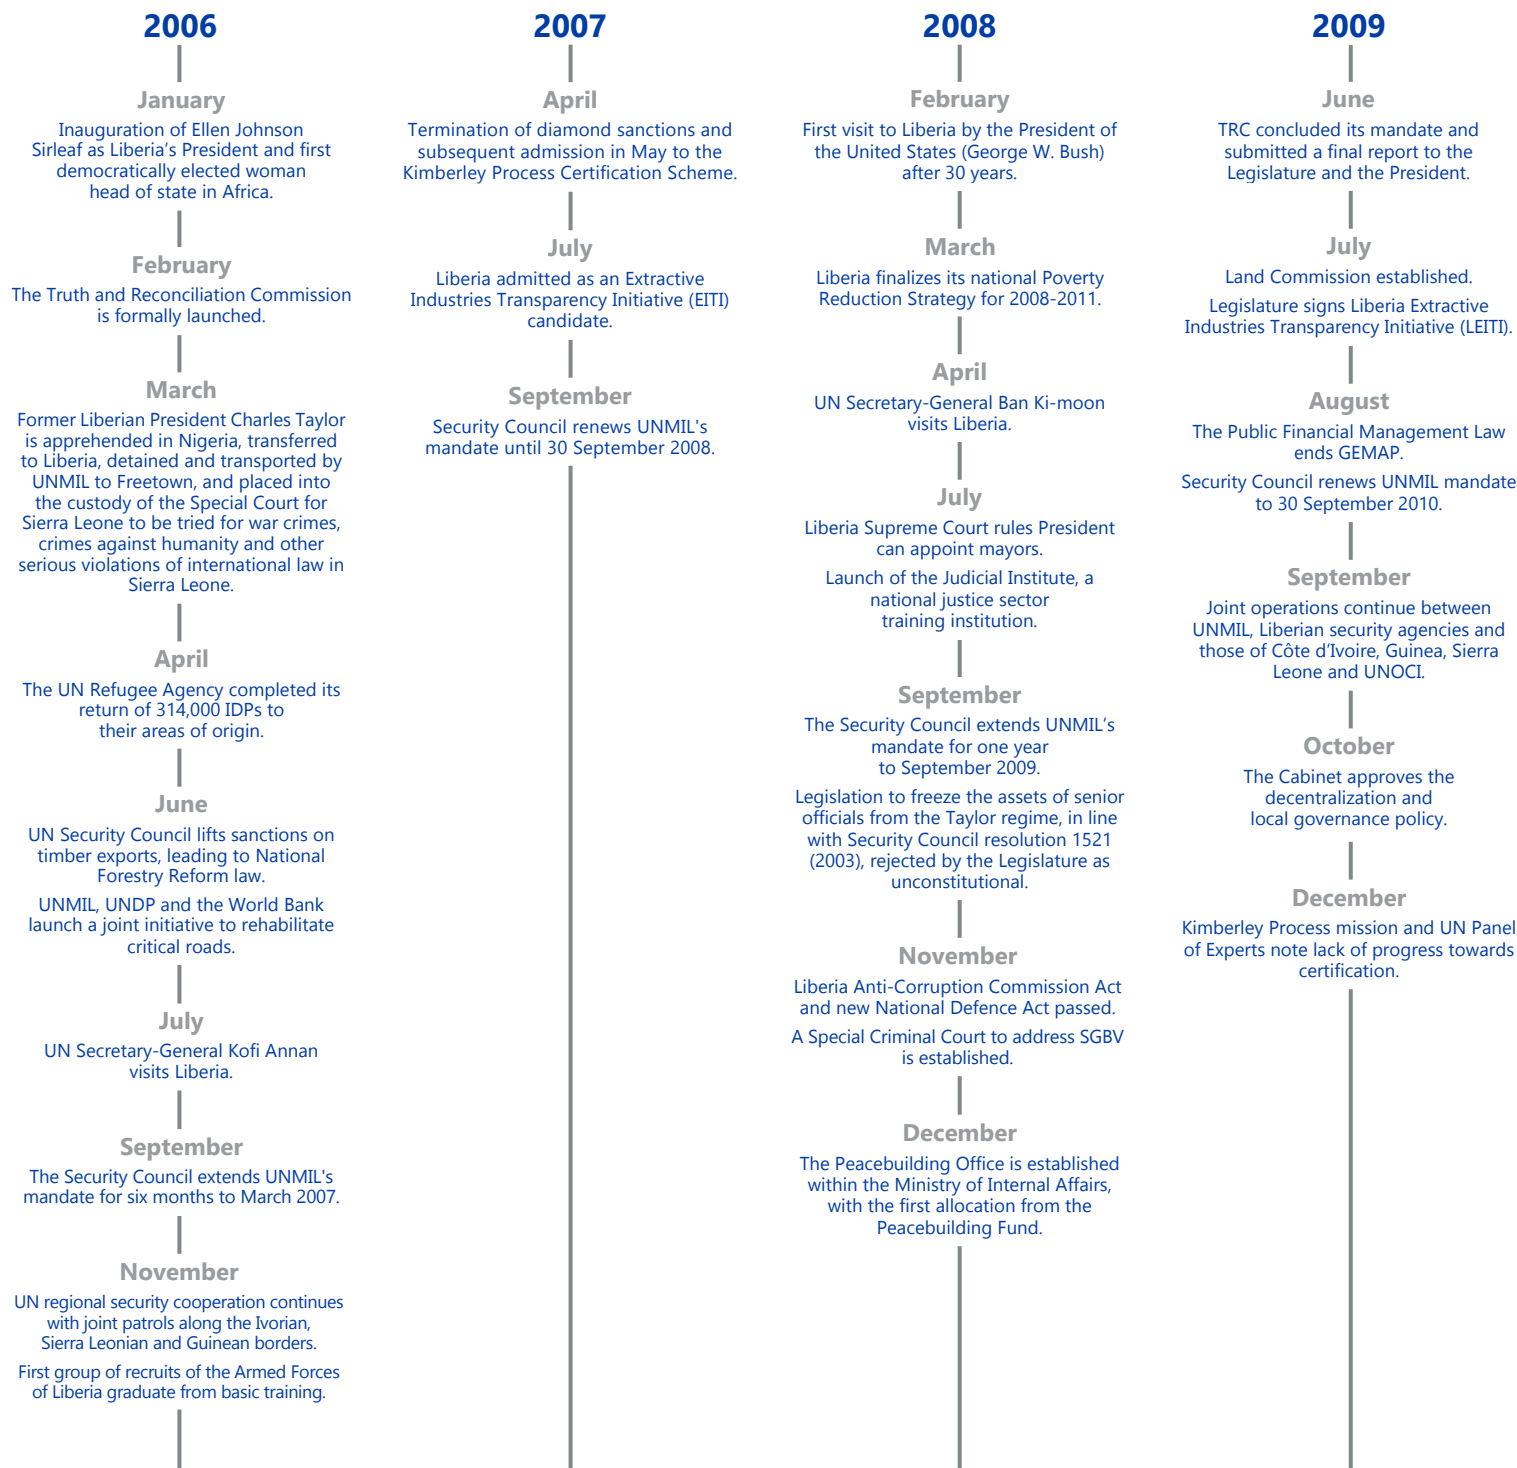 2006
January
Inauguration of Ellen Johnson
Sirleaf as Liberia’s President and first
democratically elected woman
head of state in Africa.
February
The Truth and Reconciliation Commission
is formally launched.
March
Former Liberian President Charles Taylor
is apprehended in Nigeria, transferred
to Liberia, detained and transported by
UNMIL to Freetown, and placed into
the custody of the Special Court for
Sierra Leone to be tried for war crimes,
crimes against humanity and other
serious violations of international law in
Sierra Leone.
April
The UN Refugee Agency completed its
return of 314,000 IDPs to
their areas of origin.
June
UN Security Council lifts sanctions on
timber exports, leading to National
Forestry Reform law.
UNMIL, UNDP and the World Bank
launch a joint initiative to rehabilitate
critical roads.
July
UN Secretary-General Kofi Annan
visits Liberia.
September
The Security Council extends UNMIL's
mandate for six months to March 2007.
November
UN regional security cooperation continues
with joint patrols along the Ivorian,
Sierra Leonian and Guinean borders.
First group of recruits of the Armed Forces
of Liberia graduate from basic training.
2007
April
Termination of diamond sanctions and
subsequent admission in May to the
Kimberley Process Certification Scheme.
July
Liberia admitted as an Extractive
Industries Transparency Initiative (EITI)
candidate.
September
Security Council renews UNMIL's
mandate until 30 September 2008.
2008
February
First visit to Liberia by the President of
the United States (George W. Bush)
after 30 years.
March
Liberia finalizes its national Poverty
Reduction Strategy for 2008-2011.
April
UN Secretary-General Ban Ki-moon
visits Liberia.
July
Liberia Supreme Court rules President
can appoint mayors.
Launch of the Judicial Institute, a
national justice sector
training institution.
September
The Security Council extends UNMIL’s
mandate for one year
to September 2009.
Legislation to freeze the assets of senior
officials from the Taylor regime, in line
with Security Council resolution 1521
(2003), rejected by the Legislature as
unconstitutional.
November
Liberia Anti-Corruption Commission Act
and new National Defence Act passed.
A Special Criminal Court to address SGBV
is established.
December
The Peacebuilding Office is established
within the Ministry of Internal Affairs,
with the first allocation from the
Peacebuilding Fund.
2009
June
TRC concluded its mandate and
submitted a final report to the
Legislature and the President.
July
Land Commission established.
Legislature signs Liberia Extractive
Industries Transparency Initiative (LEITI).
August
The Public Financial Management Law
ends GEMAP.
Security Council renews UNMIL mandate
to 30 September 2010.
September
Joint operations continue between
UNMIL, Liberian security agencies and
those of Côte d’Ivoire, Guinea, Sierra
Leone and UNOCI.
October
The Cabinet approves the
decentralization and
local governance policy.
December
Kimberley Process mission and UN Panel
of Experts note lack of progress towards
certification.